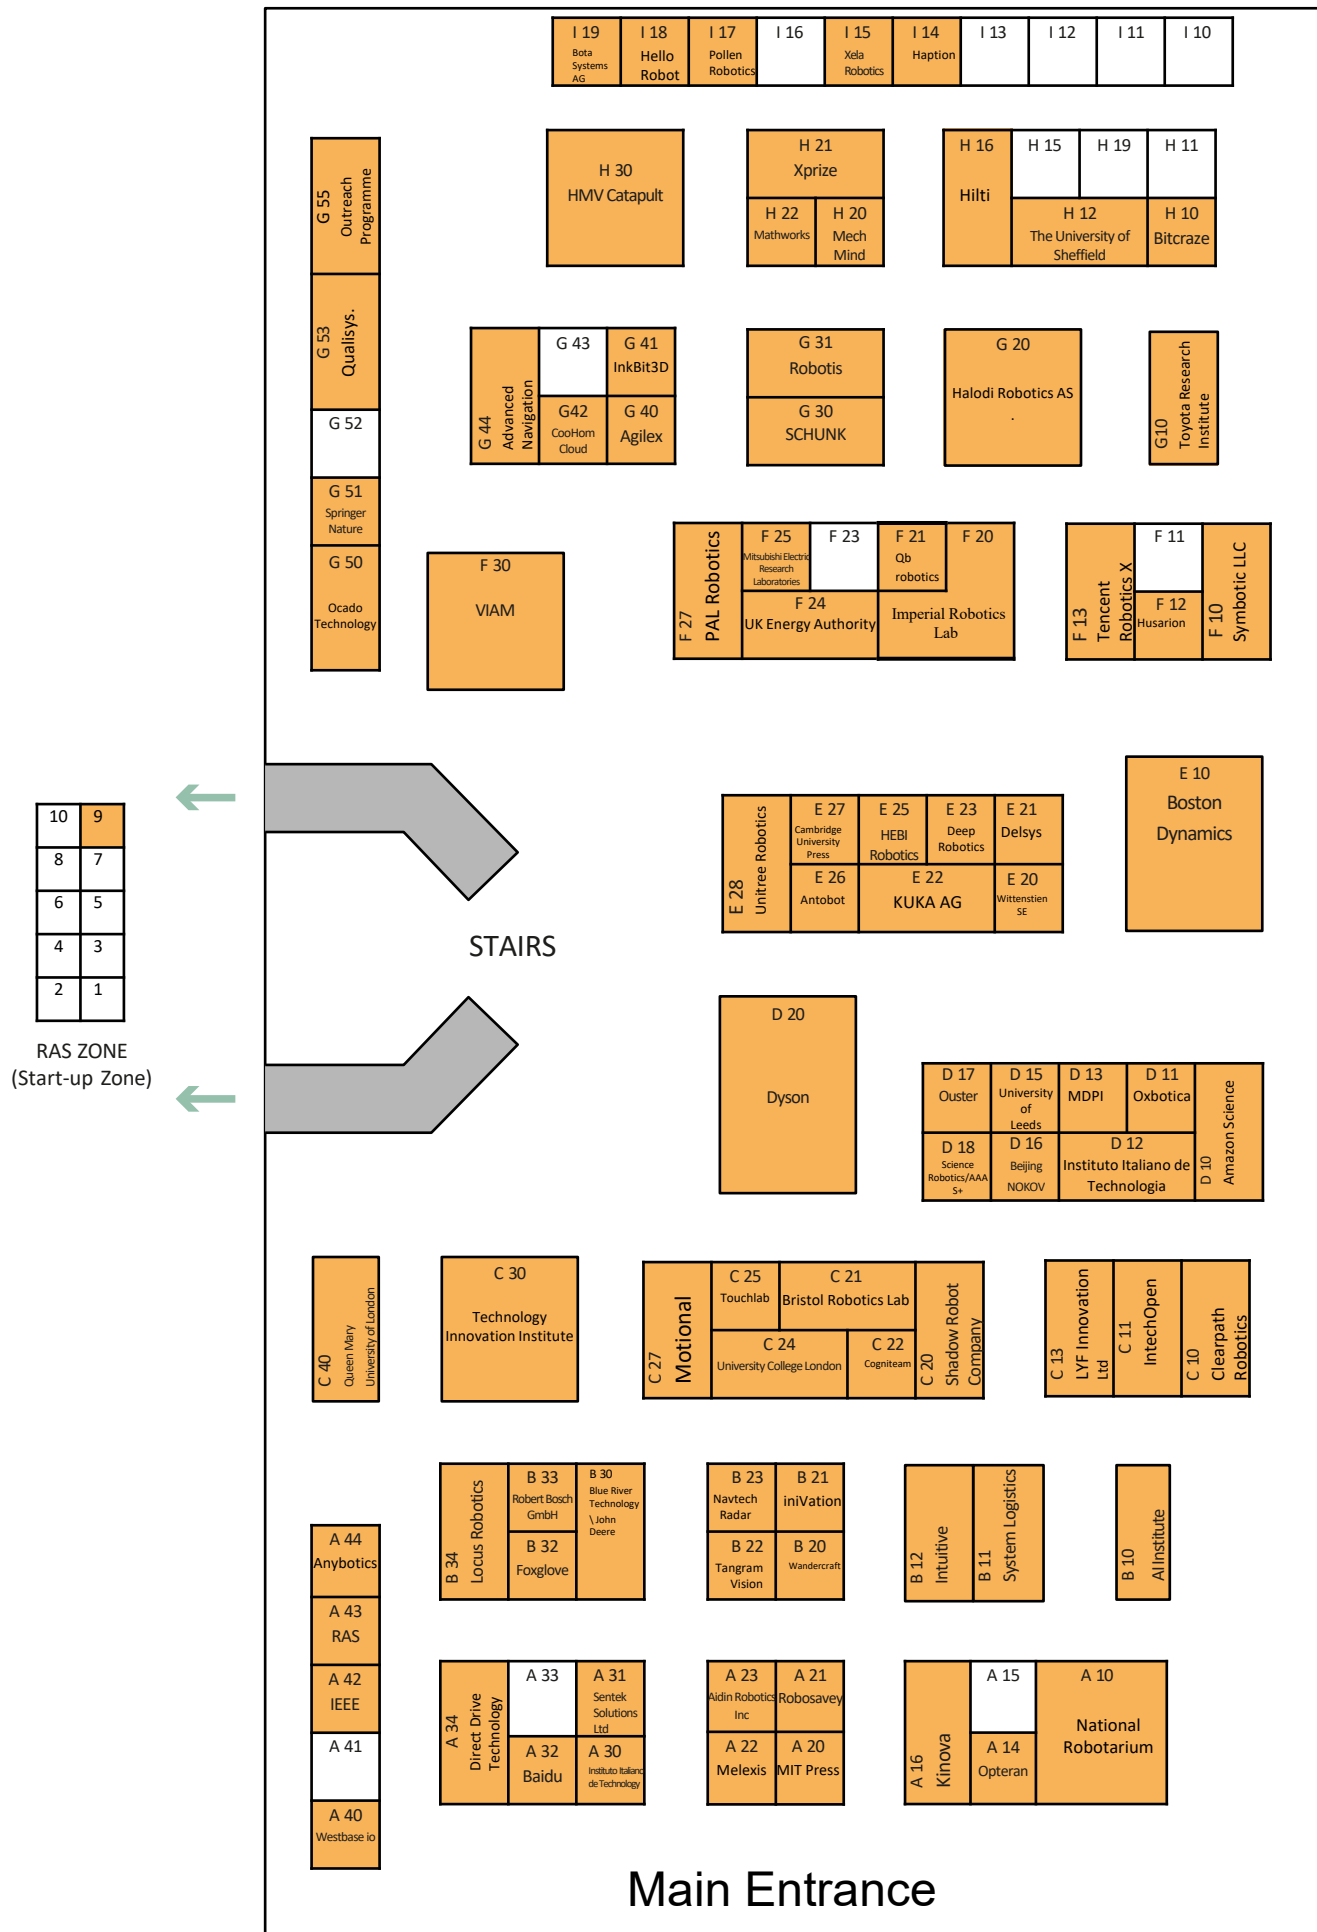 I 19
Bota
Systems
AG
I 18
Hello
Robot
I 17
Pollen
Robotics
I 16
I 15
Xela
Robotics
I 14
Haption
I 13
I 12
I 11
I 10
G 55
Outreach
Programme
G 53
Qualisys.
G 52
G 51
Springer
Nature
G 50
Ocado
Technology
H 30
HMV Catapult
H 21
Xprize
H 22
Mathworks
H 20
Mech
Mind
H 16
Hilti
H 15
H 19
H 11
H 12
The University of
Sheffield
H 10
Bitcraze
G 44
Advanced
Navigation
G 43
G 41
InkBit3D
G42
CooHom
Cloud
G 40
Agilex
G 31
Robotis
G 30
SCHUNK
G 20
Halodi Robotics AS
.
G10
Toyota Research
Institute
F 30
VIAM
F 27
PAL Robotics
F 25
Mitsubishi Electric
Research
Laboratories
F 23
F 21
Qb
robotics
F 20
Imperial Robotics
Lab
F 24
UK Energy Authority
F 13
Tencent
Robotics X
F 11
F 12
Husarion
F 10
Symbotic LLC
10
9
8
7
6
5
4
3
2
1
RAS ZONE
(Start-up Zone)
STAIRS
E 28
Unitree Robotics
E 27
Cambridge
University
Press
E 25
HEBI
Robotics
E 23
Deep
Robotics
E 21
Delsys
E 26
Antobot
E 22
KUKA AG
E 20
Wittenstien
SE
E 10
Boston
Dynamics
D 20
Dyson
D 17
Ouster
D 15
University
of
Leeds
D 13
MDPI
D 11
Oxbotica
D 10
Amazon Science
D 18
Science
Robotics/AAA
S+
D 16
Beijing
NOKOV
D 12
Instituto Italiano de
Technologia
C 40
Queen Mary
University of London
C 30
Technology
Innovation Institute
C 27
Motional
C 25
Touchlab
C 21
Bristol Robotics Lab
C 24
University College London
C 22
Cogniteam
C 20
Shadow Robot
Company
C 13
LYF Innovation
Ltd
C 11
IntechOpen
C 10
Clearpath
Robotics
B 34
Locus Robotics
B 33
Robert Bosch
GmbH
B 32
Foxglove
B 30
Blue River
Technology
\ John
Deere
B 23
Navtech
Radar
B 21
iniVation
B 22
Tangram
Vision
B 20
Wandercraft
B 12
Intuitive
B 11
System Logistics
B 10
AI Institute
A 44
Anybotics
A 43
RAS
A 42
IEEE
A 41
A 40
Westbase io
A 34
Direct Drive
Technology
A 33
A 31
Sentek
Solutions
Ltd
A 32
Baidu
A 30
Instituto Italiano
de Technology
A 23
Aidin Robotics
Inc
A 21
Robosavey
A 22
Melexis
A 20
MIT Press
A 16
Kinova
A 15
A 14
Opteran
A 10
National
Robotarium
Main Entrance